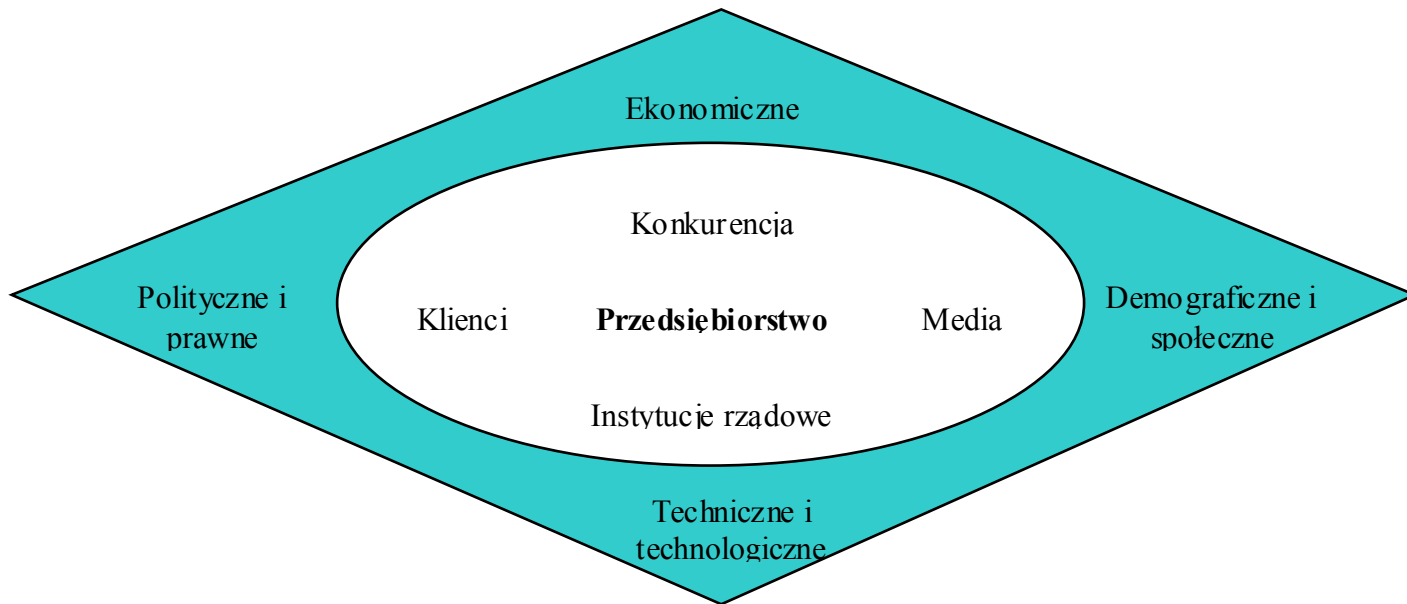 Ekonomiczne
Konkurencja
Polityczne i
prawne
Klienci
Przedsiębiorstwo
Media
Demograficzne i
społeczne
Instytucje rządowe
Techniczne i
technologiczne